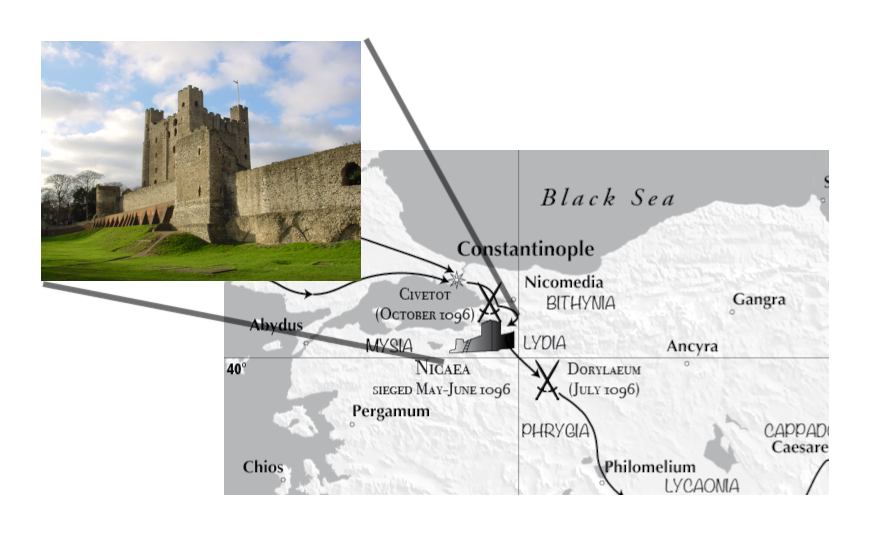 Black Sea
S
Constantinople
Civetot
(October 1096)
Nicomedia
BITHYNIA
Gangra
Abydus
MYSIA
LYDIA
Ancyra
40°
Nicaea
sieged May-June 1096
Dorylaeum
(July 1096)
Pergamum
PHRYGIA
CAPPAD
Caesare
Chios
Philomelium
LYCAONIA